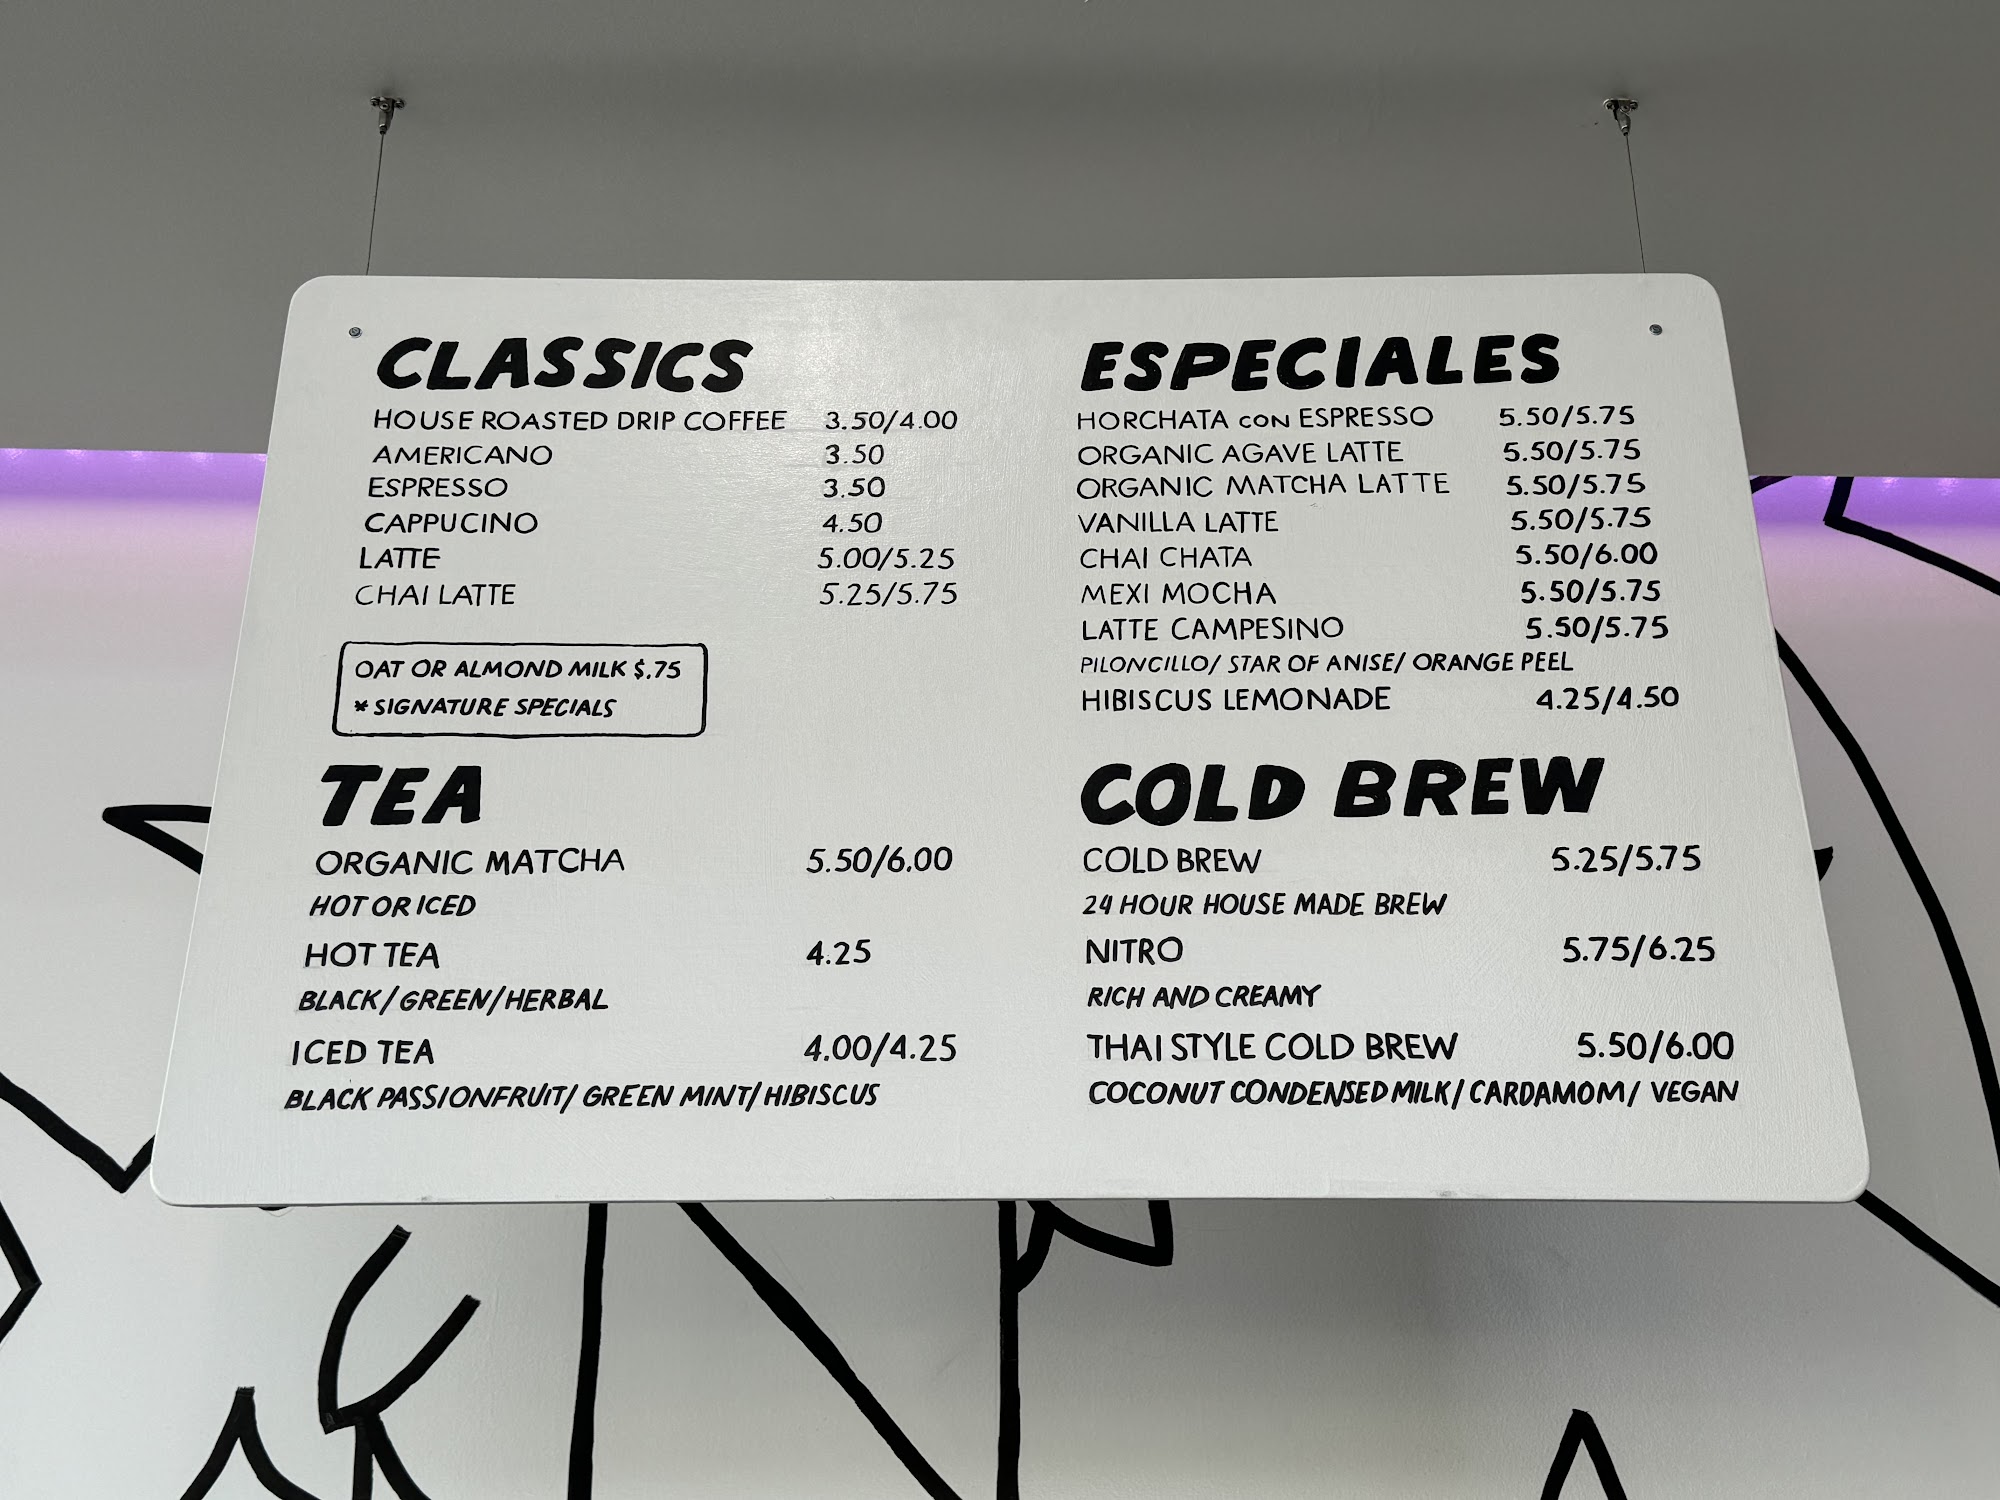 CLASSICS
HOUSE ROASTED DRIP COFFEE 3.50/4.00
AMERICANO 3.50
ESPRESSO 3.50
CAPPUCINO 4.50
LATTE 5.00/5.25
CHAI LATTE 5.25/5.75
OAT OR ALMOND MILK $.75
* SIGNATURE SPECIALS
TEA
ORGANIC MATCHA 5.50/6.00
HOT OR ICED
HOT TEA 4.25
BLACK/GREEN/HERBAL
ICED TEA 4.00/4.25
BLACK PASSIONFRUIT/ GREEN MINT/ HIBISCUS
ESPECIALES
HORCHATA CON ESPRESSO 5.50/5.75
ORGANIC AGAVE LATTE 5.50/5.75
ORGANIC MATCHA LATTE 5.50/5.75
VANILLA LATTE 5.50/5.75
CHAI CHATA 5.50/6.00
MEXI MOCHA 5.50/5.75
LATTE CAMPESINO 5.50/5.75
PILONCILLO/ STAR OF ANISE/ ORANGE PEEL
HIBISCUS LEMONADE 4.25/4.50
COLD BREW
COLD BREW 5.25/5.75
24 HOUR HOUSE MADE BREW
NITRO 5.75/6.25
RICH AND CREAMY
THAI STYLE COLD BREW 5.50/6.00
COCONUT CONDENSED MILK/ CARDAMOM/ VEGAN